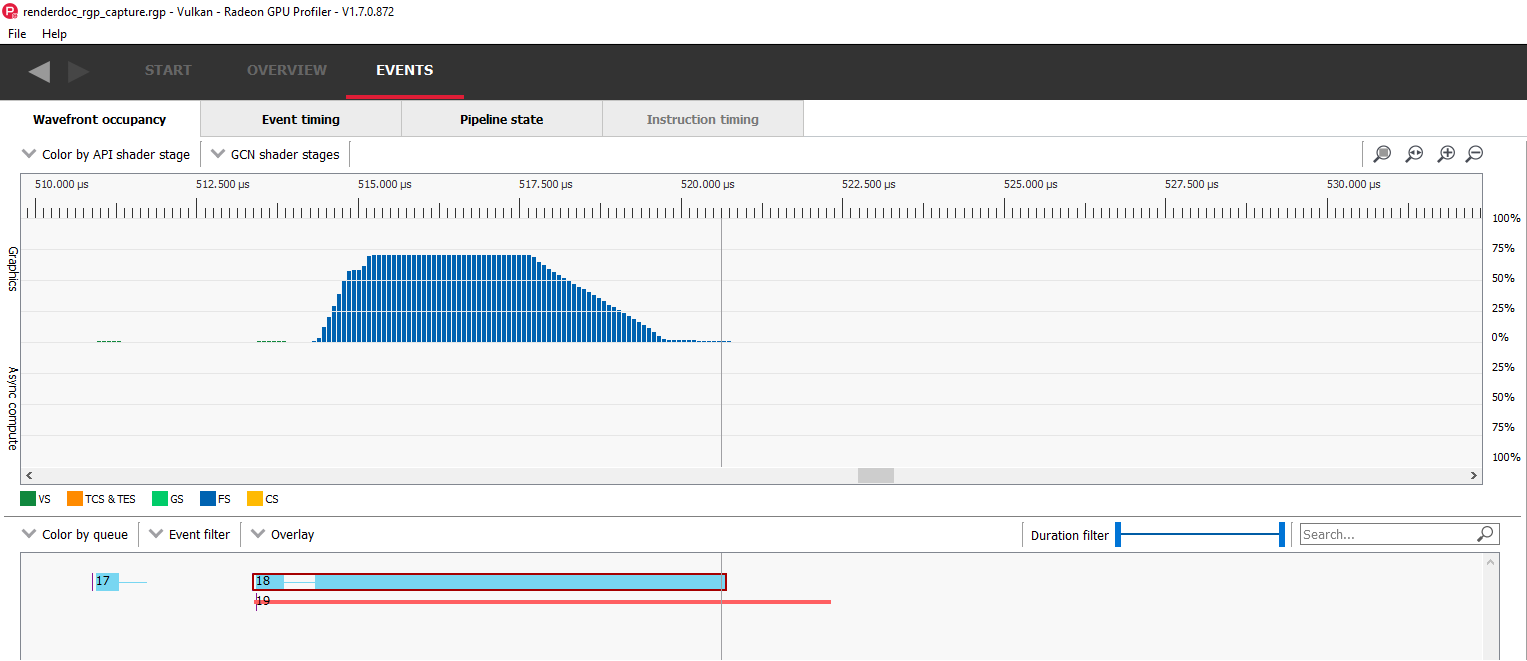 renderdoc_rgp_capture.rgp - Vulkan - Radeon GPU Profiler - V1.7.0.872
File Help
START OVERVIEW EVENTS
Wavefront occupancy Event timing Pipeline state Instruction timing
Color by API shader stage GCN shader stages
510.000 µs 512.500 µs 515.000 µs 517.500 µs 520.000 µs 522.500 µs 525.000 µs 527.500 µs 530.000 µs
100%
75%
50%
25%
0%
25%
50%
75%
100%
Graphics
Async compute
VS TCS & TES GS FS CS
Color by queue Event filter Overlay Duration filter Search...
17 18
19